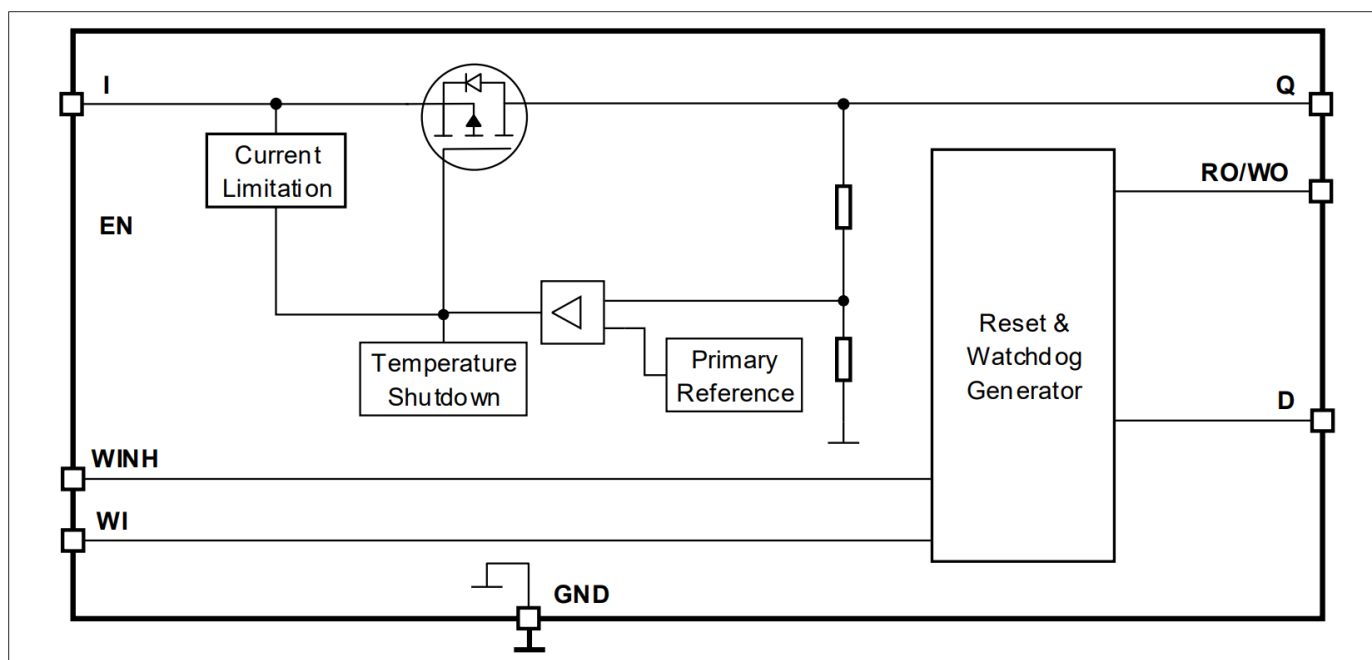 I
Q
Current
Limitation
RO/WO
EN
Reset &
Watchdog
Generator
Temperature
Shutdown
Primary
Reference
D
WINH
WI
GND